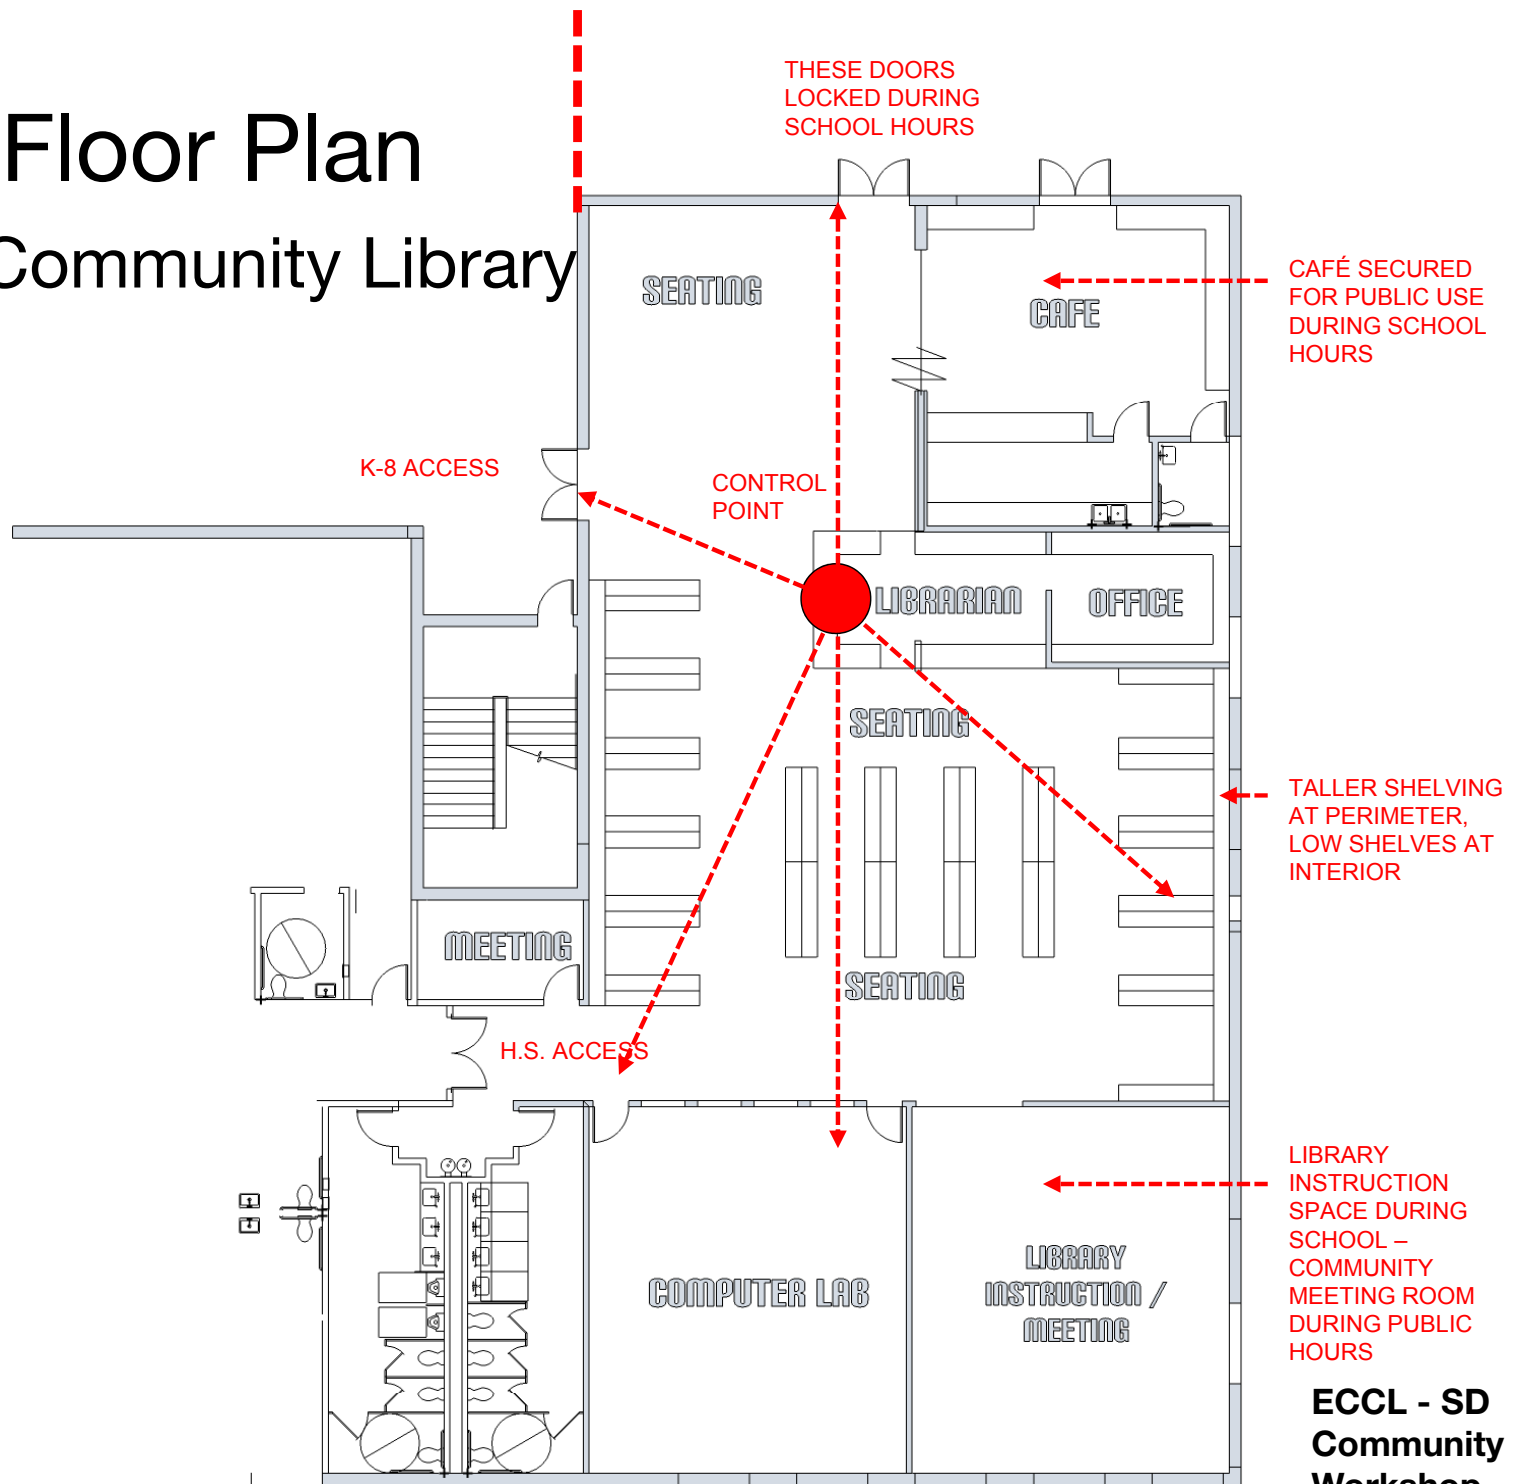 Floor Plan
Community Library
THESE DOORS
LOCKED DURING
SCHOOL HOURS
SEATING
CAFE
CAFÉ SECURED
FOR PUBLIC USE
DURING SCHOOL
HOURS
K-8 ACCESS
CONTROL
POINT
LIBRARIAN
OFFICE
SEATING
TALLER SHELVING
AT PERIMETER,
LOW SHELVES AT
INTERIOR
MEETING
SEATING
H.S. ACCESS
LIBRARY
INSTRUCTION
SPACE DURING
SCHOOL –
COMMUNITY
MEETING ROOM
DURING PUBLIC
HOURS
COMPUTER LAB
LIBRARY
INSTRUCTION /
MEETING
ECCL - SD
Community
Workshop